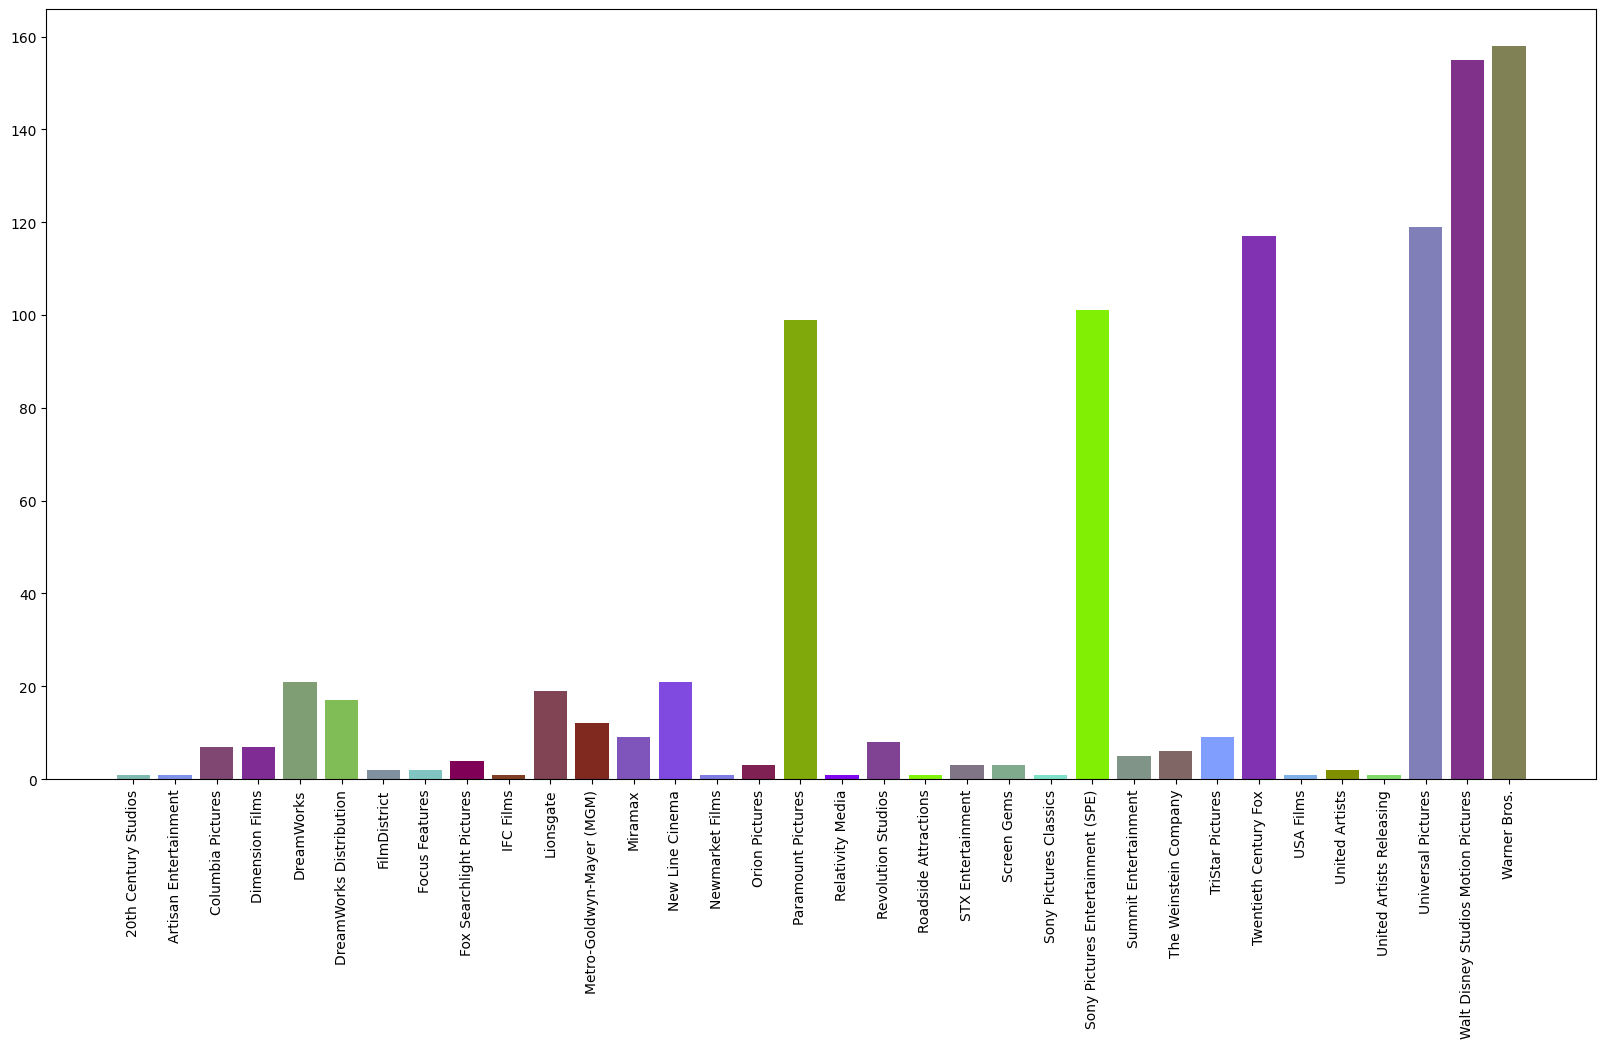 160
140
120
100
80
60
40
20
0
20th Century Studios
Artisan Entertainment
Columbia Pictures
Dimension Films
DreamWorks
DreamWorks Distribution
FilmDistrict
Focus Features
Fox Searchlight Pictures
IFC Films
Lionsgate
Metro-Goldwyn-Mayer (MGM)
Miramax
New Line Cinema
Newmarket Films
Orion Pictures
Paramount Pictures
Relativity Media
Revolution Studios
Roadside Attractions
STX Entertainment
Screen Gems
Sony Pictures Classics
Sony Pictures Entertainment (SPE)
Summit Entertainment
The Weinstein Company
TriStar Pictures
Twentieth Century Fox
USA Films
United Artists
United Artists Releasing
Universal Pictures
Walt Disney Studios Motion Pictures
Warner Bros.